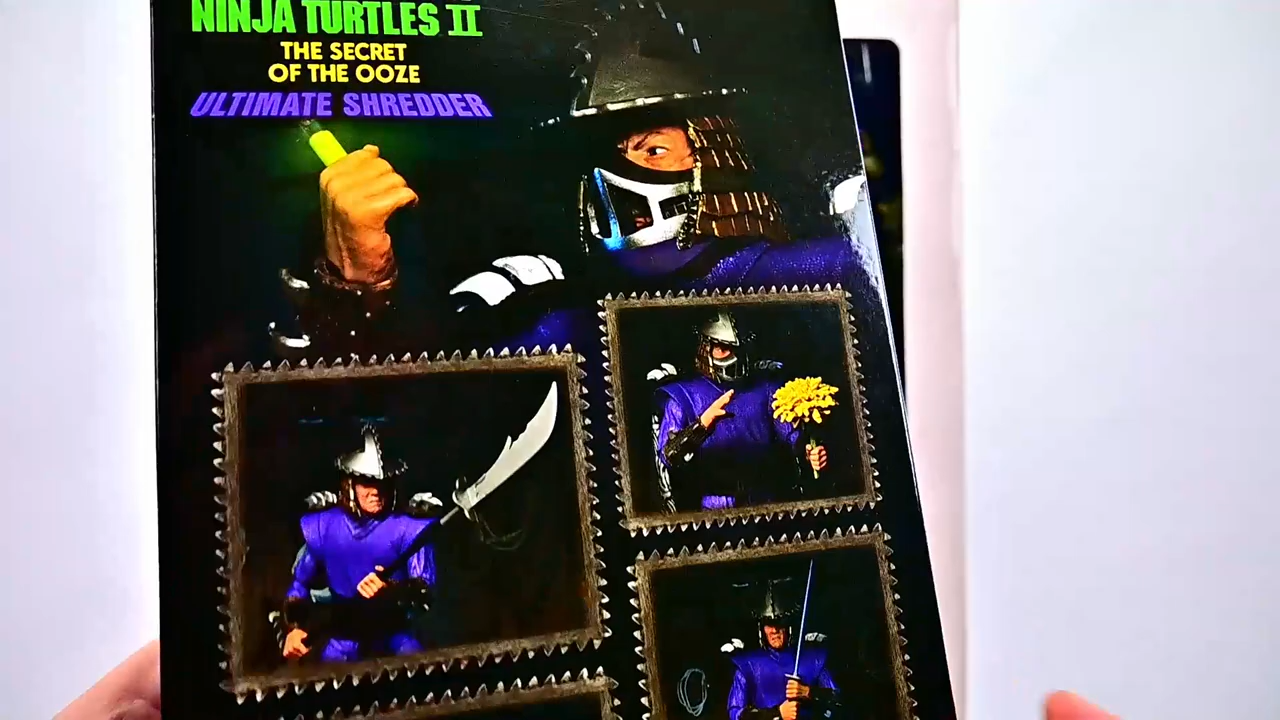 NINJA TURTLES II
THE SECRET
OF THE OOZE
ULTIMATE SHREDDER